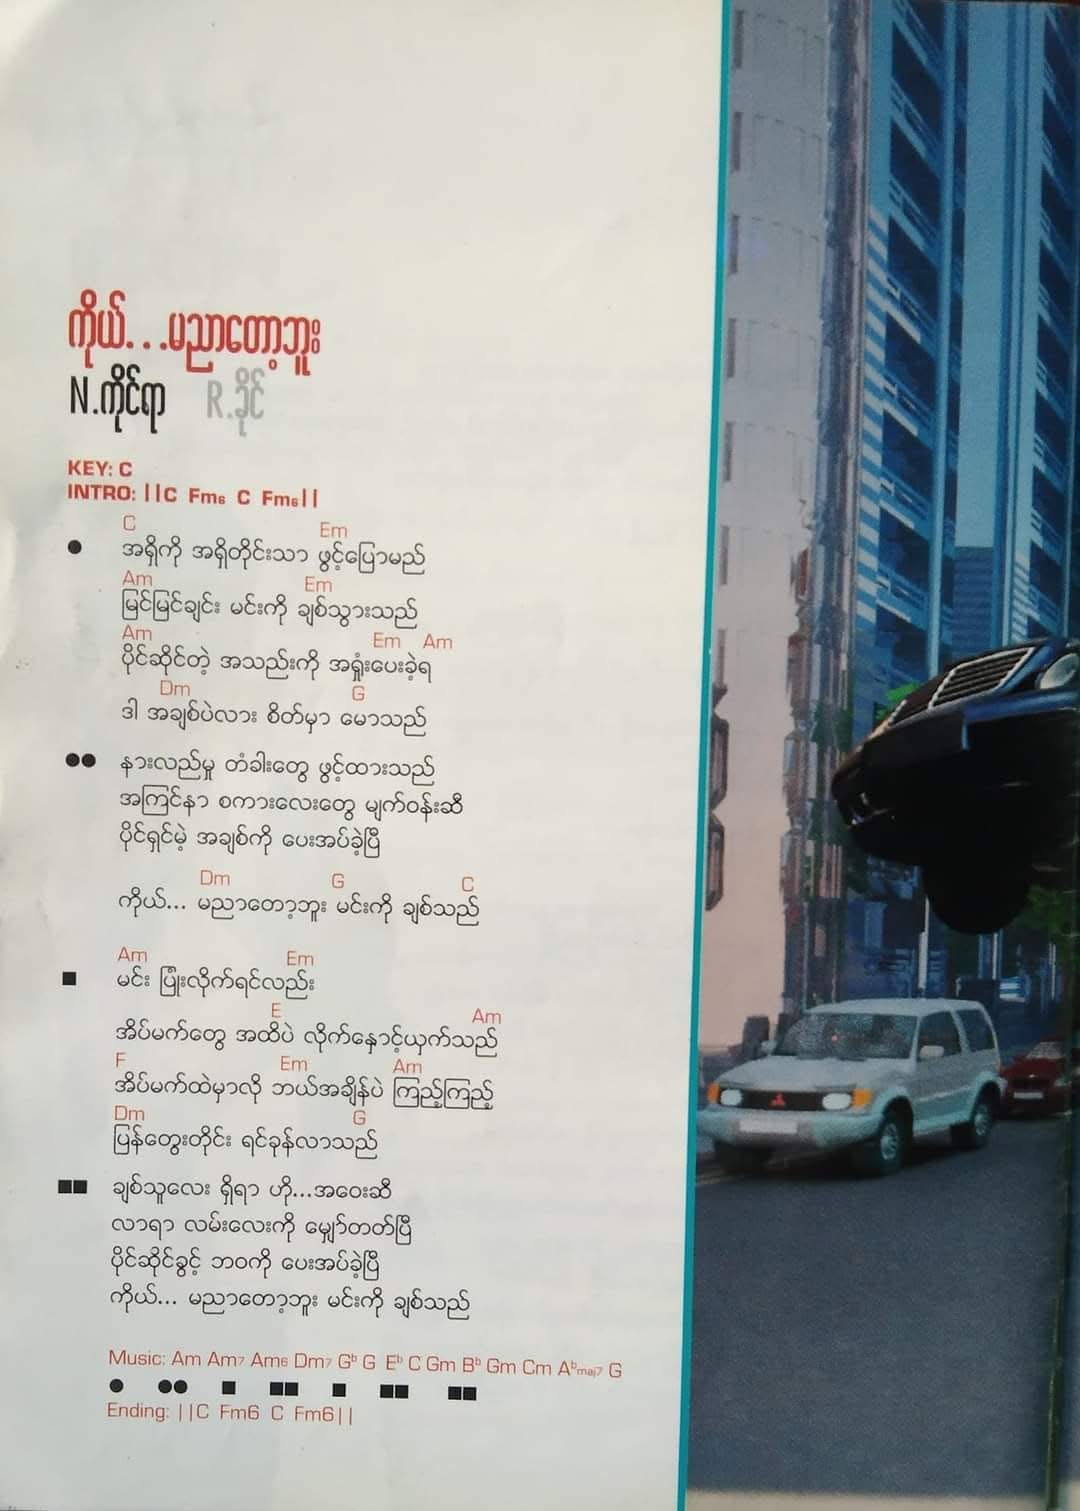 ကိုယ်...မညာတော့ဘူး
N.ကိုင်ရာ R.ခိုင်
KEY: C
INTRO: ||C Fm6 C Fm6||
C Em
● အရှိကို အရှိတိုင်းသာ ဖွင့်ပြောမည်
Am Em
မြင်မြင်ချင်း မင်းကို ချစ်သွားသည်
Am Em Am
ပိုင်ဆိုင်တဲ့ အသည်းကို အရှုံးပေးခဲ့ရ
Dm G
ဒါ အချစ်ပဲလား စိတ်မှာ မောသည်
●● နားလည်မှု တံခါးတွေ ဖွင့်ထားသည်
အကြင်နာ စကားလေးတွေ မျက်ဝန်းဆီ
ပိုင်ရှင်မဲ့ အချစ်ကို ပေးအပ်ခဲ့ပြီ
Dm G C
ကိုယ်... မညာတော့ဘူး မင်းကို ချစ်သည်
Am Em
■ မင်း ပြုံးလိုက်ရင်လည်း
E Am
အိပ်မက်တွေ အထိပဲ လိုက်နှောင့်ယှက်သည်
F Em Am
အိပ်မက်ထဲမှာလို ဘယ်အချိန်ပဲ ကြည့်ကြည့်
Dm G
ပြန်တွေးတိုင်း ရင်ခုန်လာသည်
■■ ချစ်သူလေး ရှိရာ ဟို...အဝေးဆီ
လာရာ လမ်းလေးကို မျှော်တတ်ပြီ
ပိုင်ဆိုင်ခွင့် ဘဝကို ပေးအပ်ခဲ့ပြီ
ကိုယ်... မညာတော့ဘူး မင်းကို ချစ်သည်
Music: Am Am7 Am6 Dm7 Gb G Eb C Gm Bb Gm Cm Abmaj7 G
● ●● ■ ■■ ■ ■■ ■■
Ending: ||C Fm6 C Fm6||